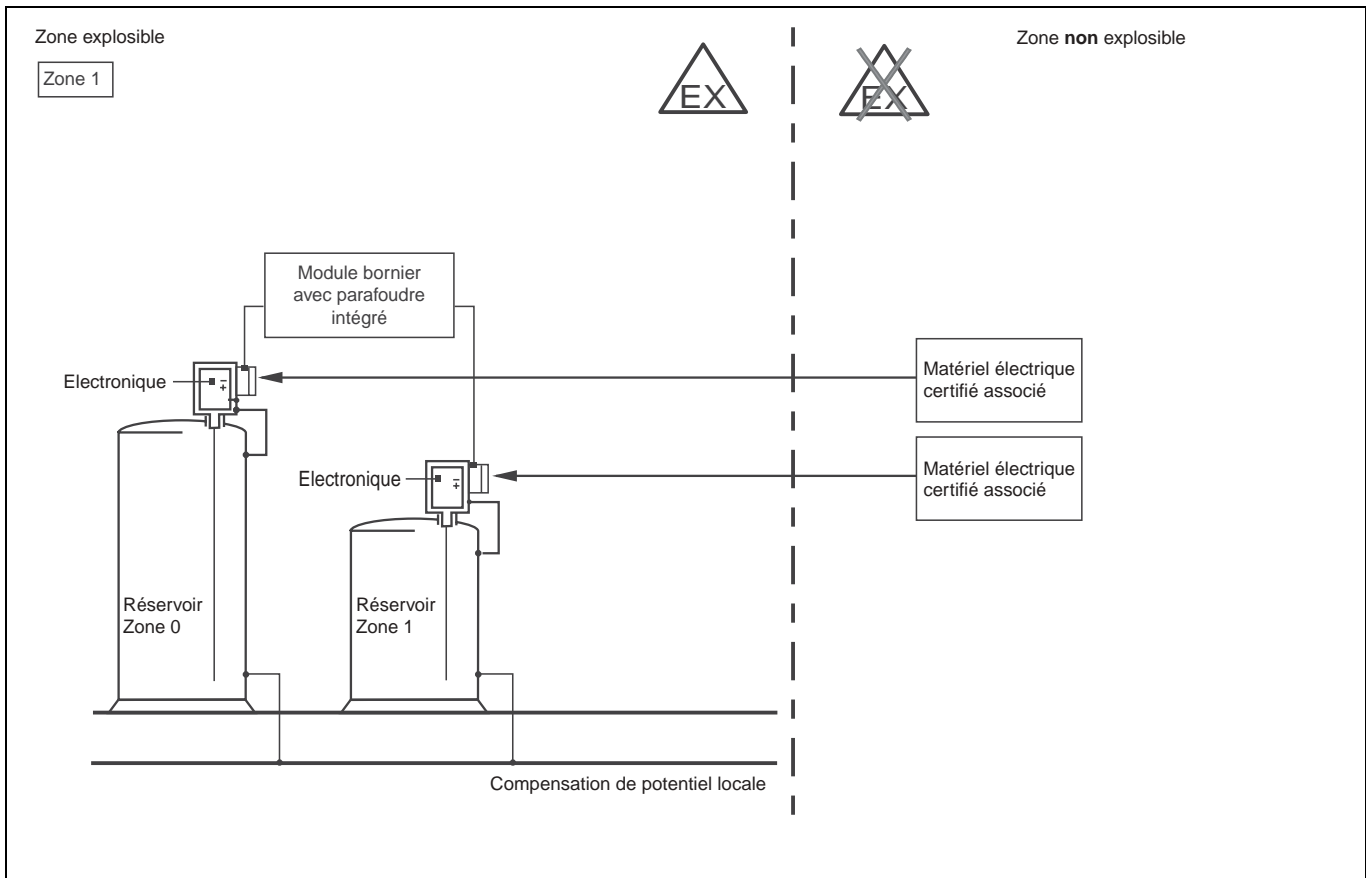 Zone explosible
Zone non explosible
Zone 1
EX
EX
Module bornier
avec parafoudre
intégré
Electronique
Matériel électrique
certifié associé
Electronique
Matériel électrique
certifié associé
Réservoir
Zone 0
Réservoir
Zone 1
Compensation de potentiel locale